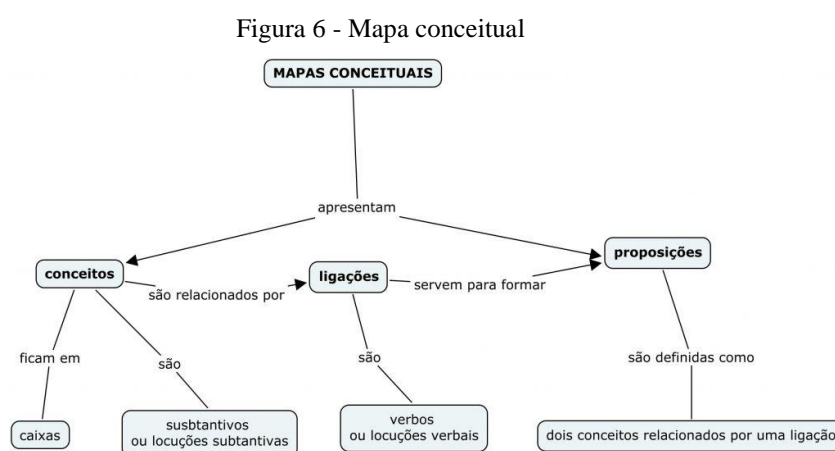 Figura 6 - Mapa conceitual
MAPAS CONCEITUAIS
apresentam
conceitos
são relacionados por
ligações
servem para formar
proposições
ficam em
são
são
são definidas como
caixas
susbtantivos
ou locuções subtantivas
verbos
ou locuções verbais
dois conceitos relacionados por uma ligação